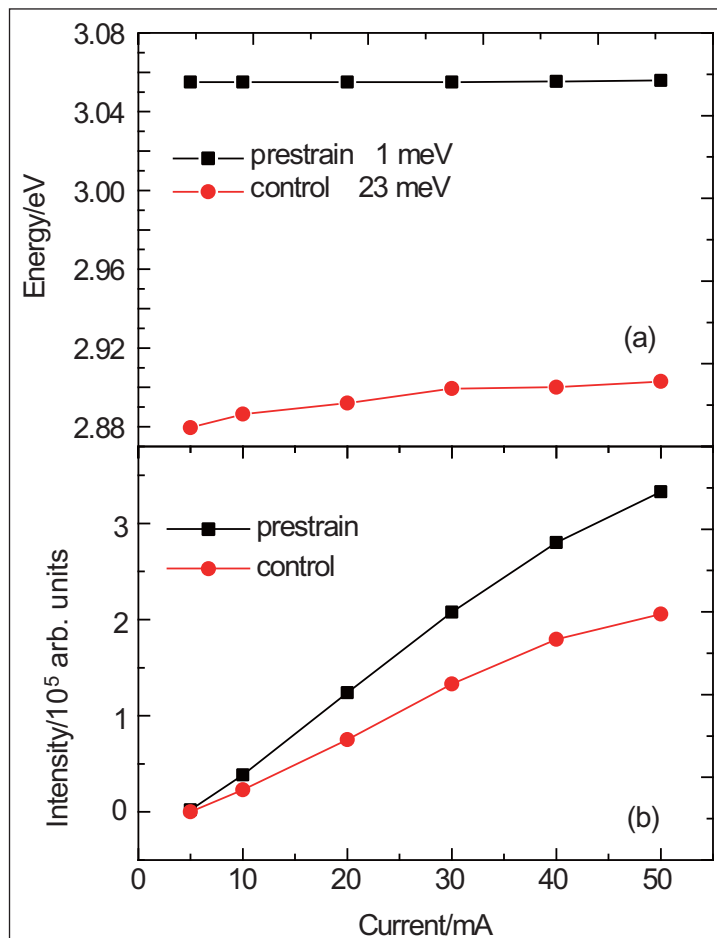 3.08
3.04
3.00
2.96
2.92
2.88
Energy/eV
prestrain 1 meV
control 23 meV
(a)
3
2
1
0
Intensity/10⁵ arb. units
prestrain
control
(b)
0 10 20 30 40 50
Current/mA